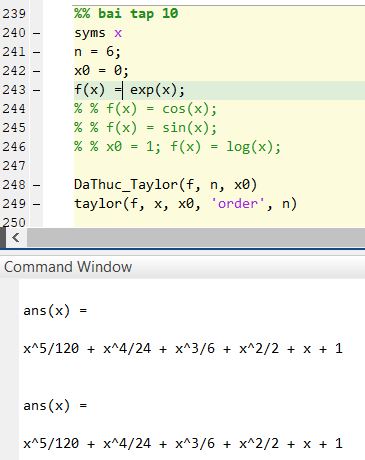 239 %% bai tap 10
240 - syms x
241 - n = 6;
242 - x0 = 0;
243 - f(x) = exp(x);
244 % % f(x) = cos(x);
245 % % f(x) = sin(x);
246 % % x0 = 1; f(x) = log(x);
247
248 - DaThuc_Taylor(f, n, x0)
249 - taylor(f, x, x0, 'order', n)
250
Command Window
ans(x) =
x^5/120 + x^4/24 + x^3/6 + x^2/2 + x + 1
ans(x) =
x^5/120 + x^4/24 + x^3/6 + x^2/2 + x + 1